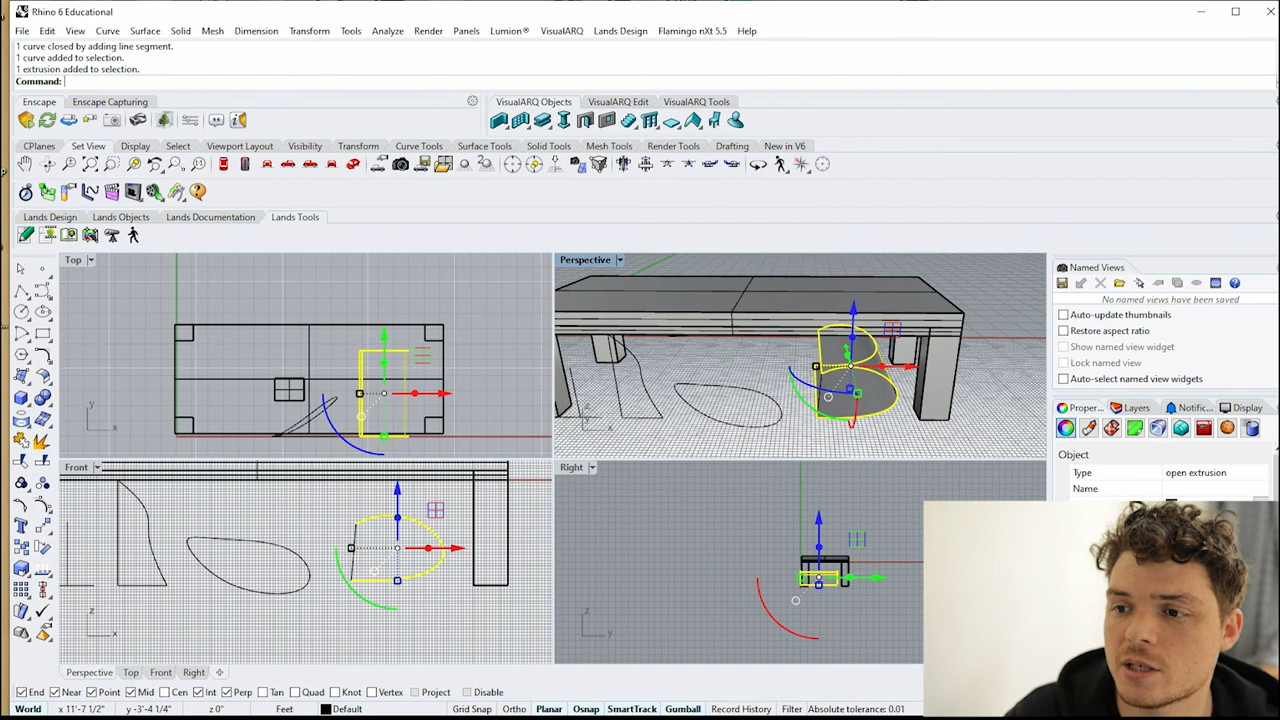 Rhino 6 Educational
File Edit View Curve Surface Solid Mesh Dimension Transform Tools Analyze Render Panels Lumion® VisualARQ Lands Design Flamingo nXt 5.5 Help
1 curve closed by adding line segment.
1 curve added to selection.
1 extrusion added to selection.
Command:
Enscape Enscape Capturing VisualARQ Objects VisualARQ Edit VisualARQ Tools
CPlanes Set View Display Select Viewport Layout Visibility Transform Curve Tools Surface Tools Solid Tools Mesh Tools Render Tools Drafting New in V6
Lands Design Lands Objects Lands Documentation Lands Tools
Top
Perspective
Named Views
No named views have been saved
Auto-update thumbnails
Restore aspect ratio
Show named view widget
Lock named view
Auto-select named view widgets
Proper... Layers Notific... Display
Object
Type open extrusion
Name
y
x
Front
Right
z
x
z
y
Perspective Top Front Right
End Near Point Mid Cen Int Perp Tan Quad Knot Vertex Project Disable
World x 11'-7 1/2" y -3'-4 1/4" z 0" Feet Default Grid Snap Ortho Planar Osnap SmartTrack Gumball Record History Filter Absolute tolerance: 0.01